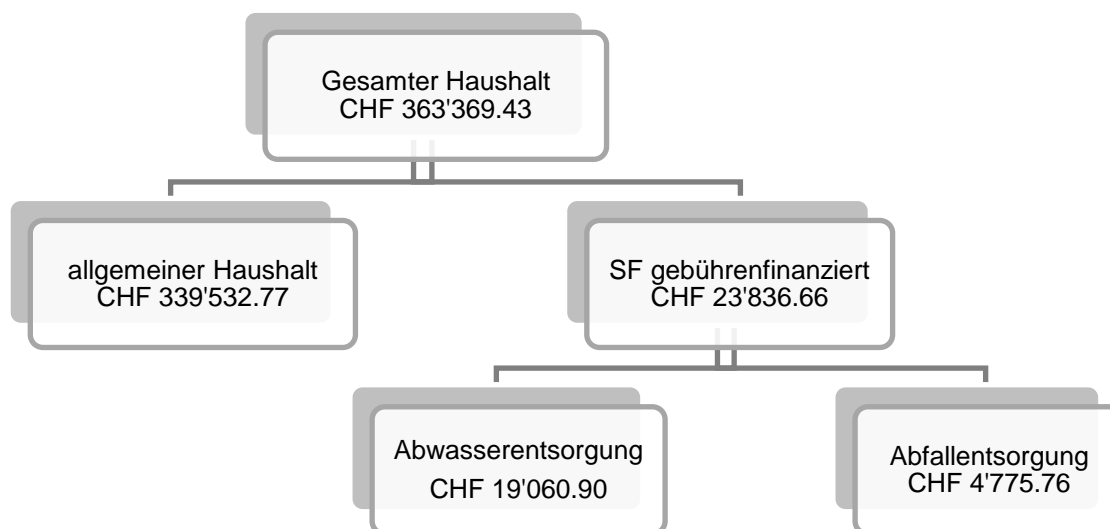 Gesamter Haushalt
CHF 363'369.43
allgemeiner Haushalt
CHF 339'532.77
SF gebührenfinanziert
CHF 23'836.66
Abwasserentsorgung
CHF 19'060.90
Abfallentsorgung
CHF 4'775.76